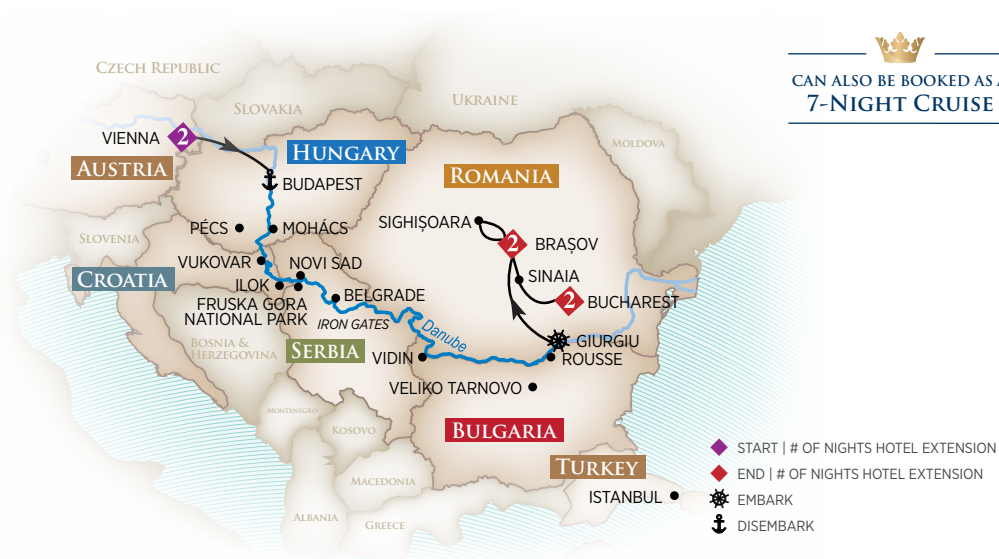 CAN ALSO BE BOOKED AS A
7-NIGHT CRUISE
CZECH REPUBLIC
SLOVAKIA
UKRAINE
MOLDOVA
VIENNA
2
AUSTRIA
HUNGARY
BUDAPEST
ROMANIA
SIGHIȘOARA
PÉCS
MOHÁCS
SLOVENIA
2
BRAȘOV
VUKOVAR
NOVI SAD
CROATIA
SINAIA
ILOK
BELGRADE
2
BUCHAREST
FRUSKA GORA
NATIONAL PARK
IRON GATES
Danube
BOSNIA &
HERZEGOVINA
SERBIA
VIDIN
GIURGIU
ROUSSE
VELIKO TARNOVO
MONTENEGRO
KOSOVO
BULGARIA
MACEDONIA
TURKEY
ISTANBUL
ALBANIA
GREECE
START | # OF NIGHTS HOTEL EXTENSION
END | # OF NIGHTS HOTEL EXTENSION
EMBARK
DISEMBARK